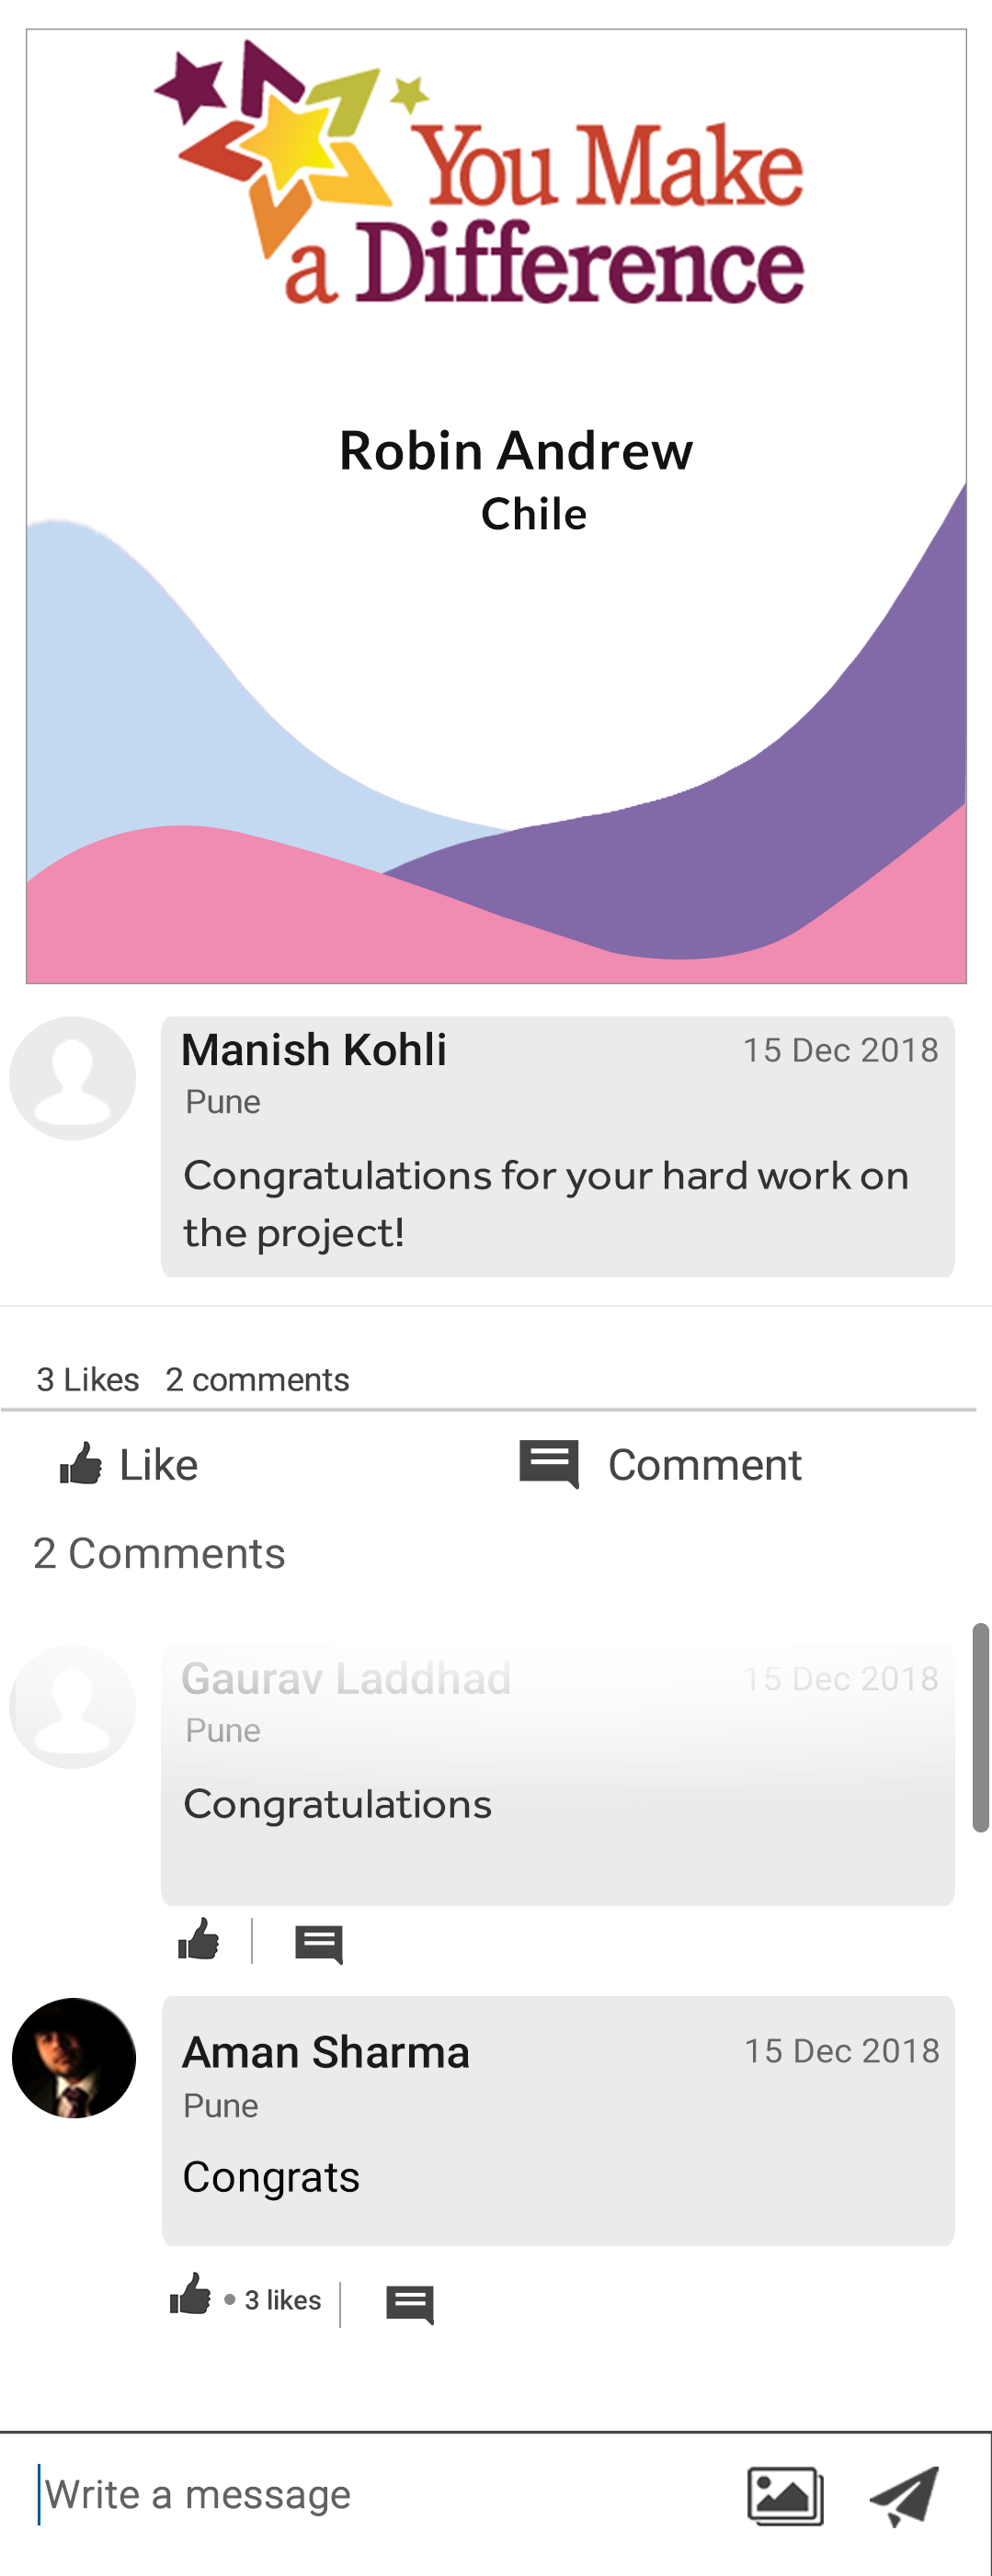 You Make
a Difference
Robin Andrew
Chile
Manish Kohli 15 Dec 2018
Pune
Congratulations for your hard work on
the project!
3 Likes 2 comments
Like Comment
2 Comments
Gaurav Laddhad 15 Dec 2018
Pune
Congratulations
Aman Sharma 15 Dec 2018
Pune
Congrats
3 likes
Write a message